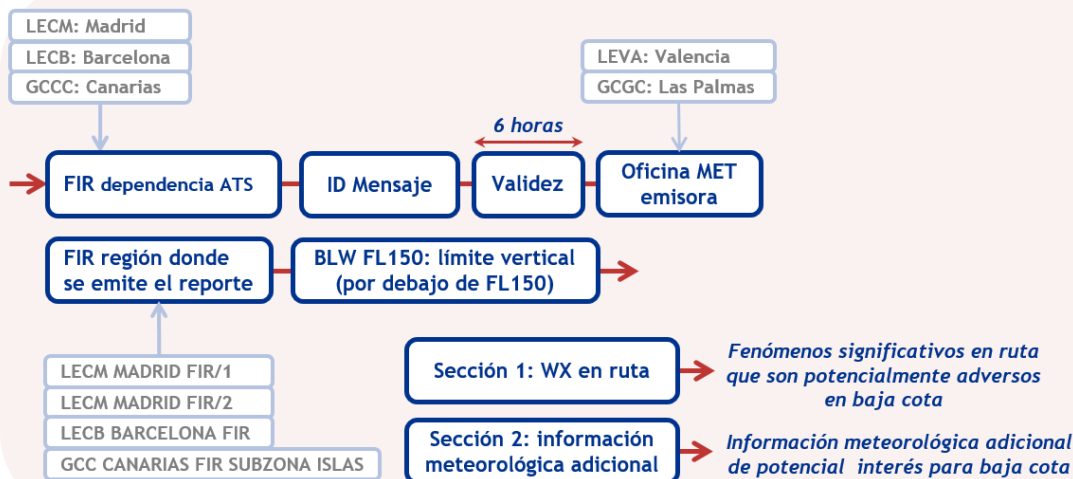 LECM: Madrid
LECB: Barcelona
GCCC: Canarias
LEVA: Valencia
GCGC: Las Palmas
6 horas
FIR dependencia ATS
ID Mensaje
Validez
Oficina MET
emisora
FIR región donde
se emite el reporte
BLW FL150: límite vertical
(por debajo de FL150)
LECM MADRID FIR/1
LECM MADRID FIR/2
LECB BARCELONA FIR
GCC CANARIAS FIR SUBZONA ISLAS
Sección 1: WX en ruta
Fenómenos significativos en ruta
que son potencialmente adversos
en baja cota
Sección 2: información
meteorológica adicional
Información meteorológica adicional
de potencial interés para baja cota